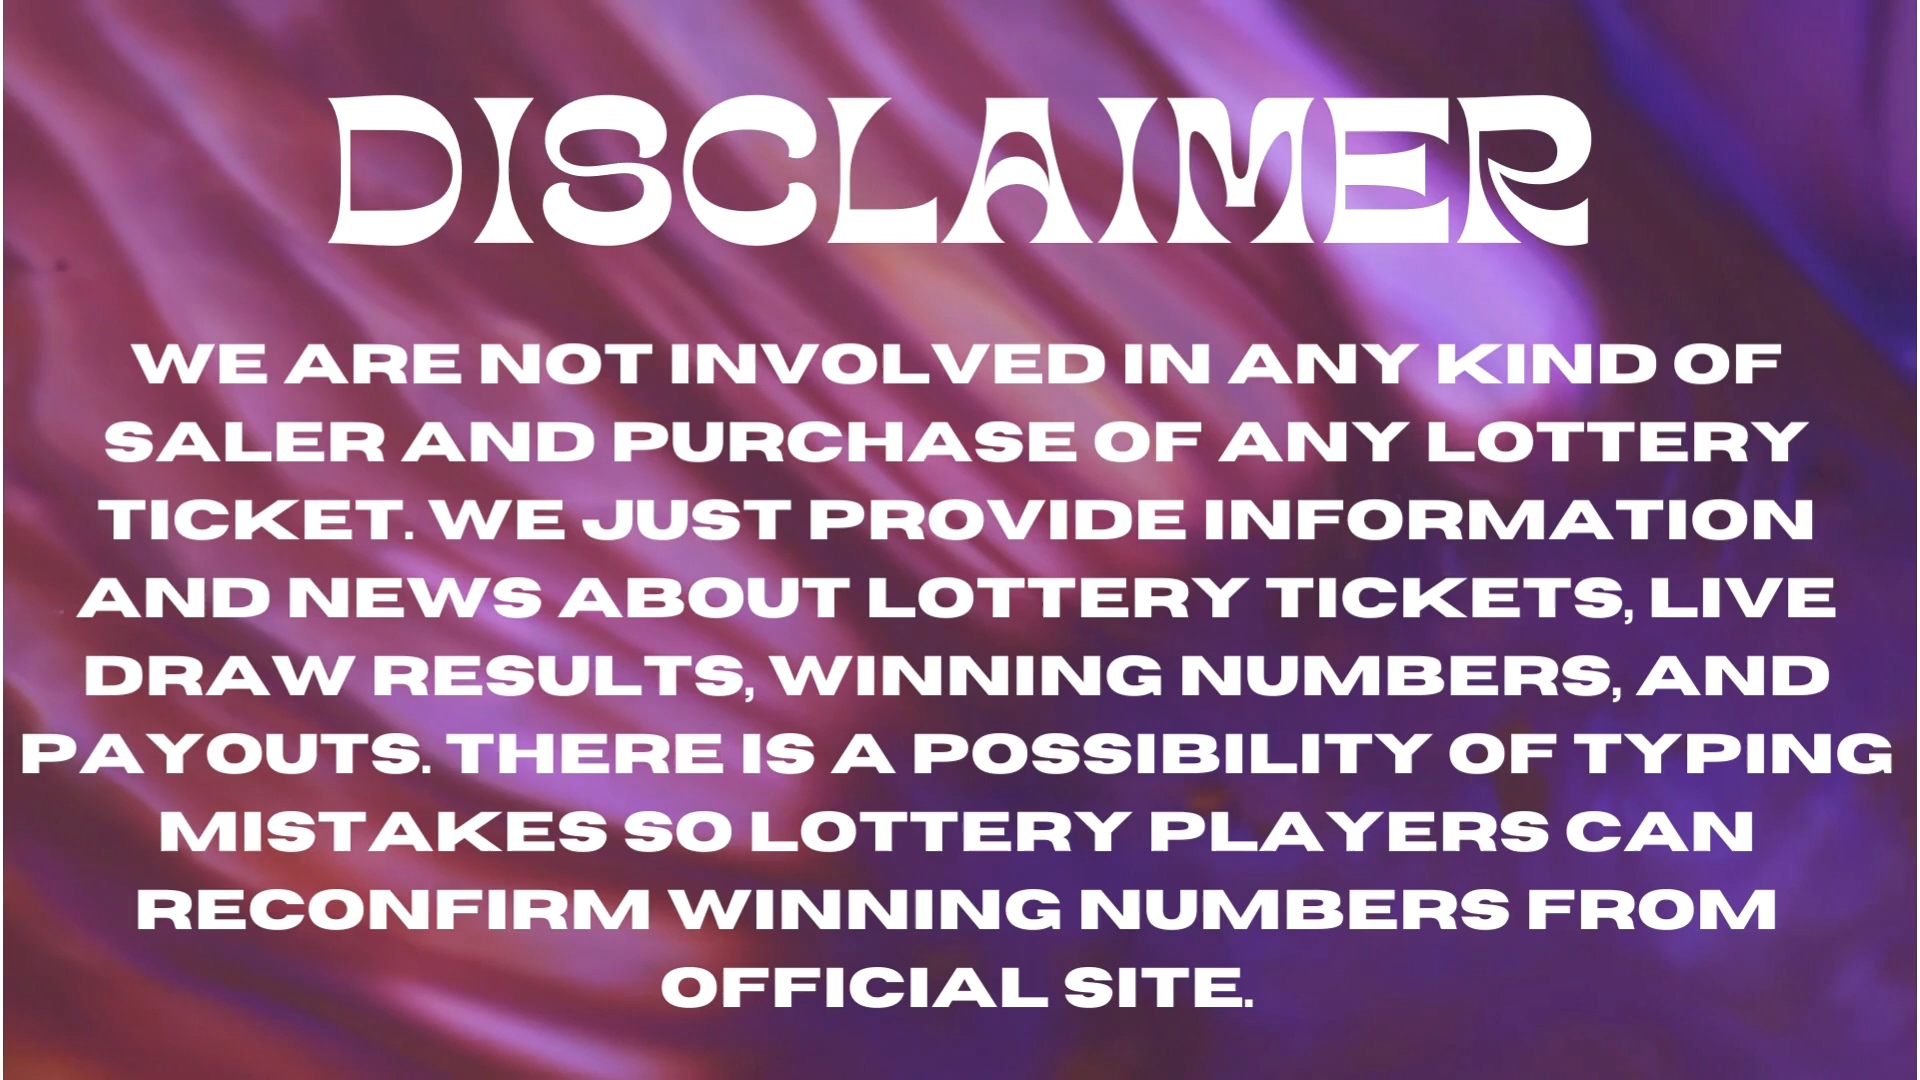 DISCLAIMER
WE ARE NOT INVOLVED IN ANY KIND OF
SALER AND PURCHASE OF ANY LOTTERY
TICKET. WE JUST PROVIDE INFORMATION
AND NEWS ABOUT LOTTERY TICKETS, LIVE
DRAW RESULTS, WINNING NUMBERS, AND
PAYOUTS. THERE IS A POSSIBILITY OF TYPING
MISTAKES SO LOTTERY PLAYERS CAN
RECONFIRM WINNING NUMBERS FROM
OFFICIAL SITE.